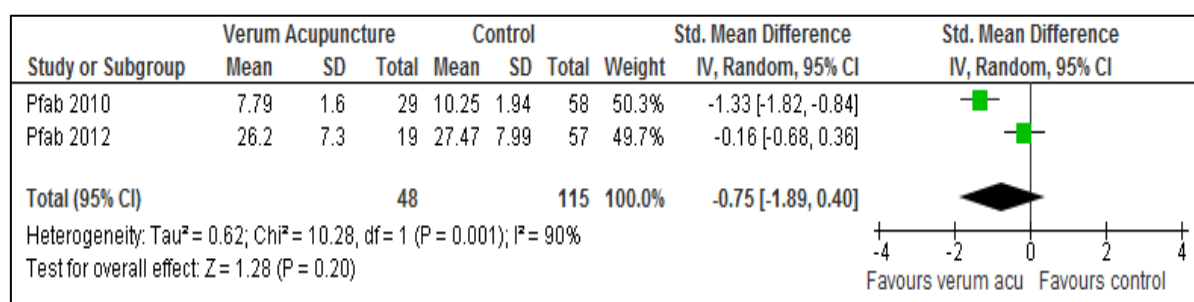 Verum Acupuncture Control Std. Mean Difference Std. Mean Difference
Study or Subgroup Mean SD Total Mean SD Total Weight IV, Random, 95% CI IV, Random, 95% CI
Pfab 2010 7.79 1.6 29 10.25 1.94 58 50.3% -1.33 [-1.82, -0.84]
Pfab 2012 26.2 7.3 19 27.47 7.99 57 49.7% -0.16 [-0.68, 0.36]
Total (95% CI) 48 115 100.0% -0.75 [-1.89, 0.40]
Heterogeneity: Tau² = 0.62; Chi² = 10.28, df = 1 (P = 0.001); I² = 90%
Test for overall effect: Z = 1.28 (P = 0.20)
-4 -2 0 2 4
Favours verum acu Favours control